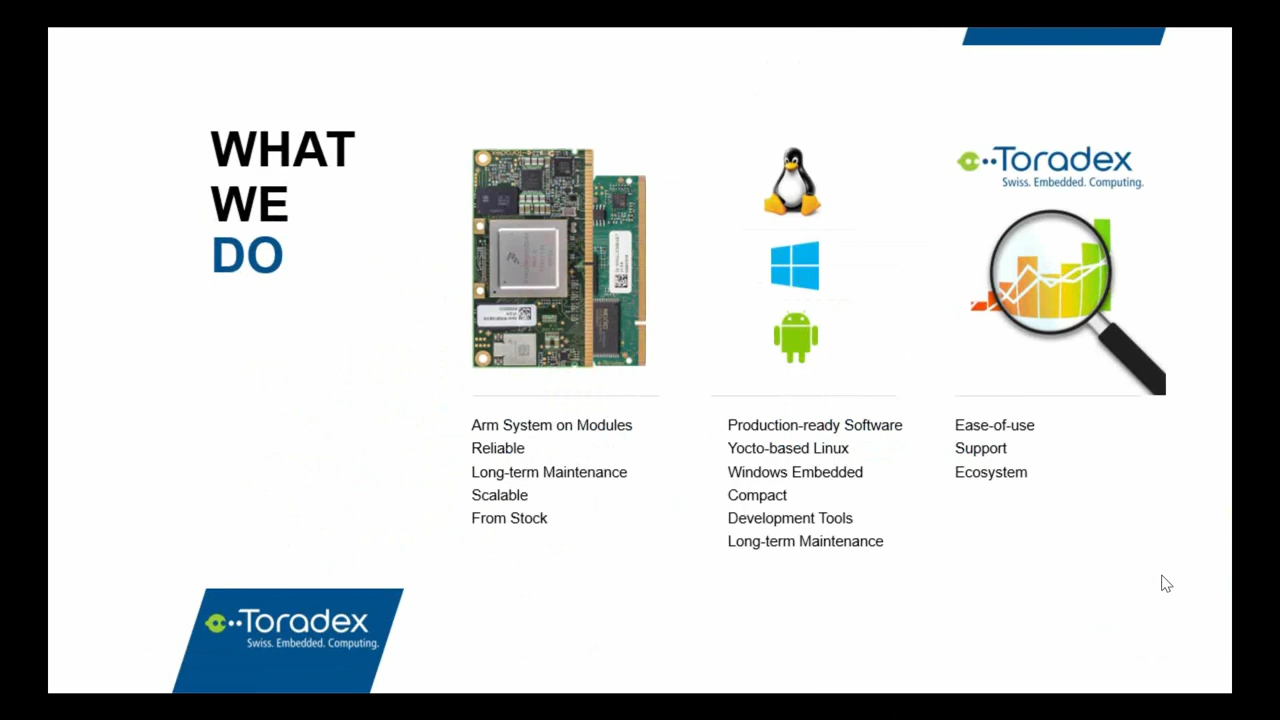 WHAT
WE
DO
Toradex
Swiss. Embedded. Computing.
Arm System on Modules
Reliable
Long-term Maintenance
Scalable
From Stock
Production-ready Software
Yocto-based Linux
Windows Embedded
Compact
Development Tools
Long-term Maintenance
Ease-of-use
Support
Ecosystem
Toradex
Swiss. Embedded. Computing.